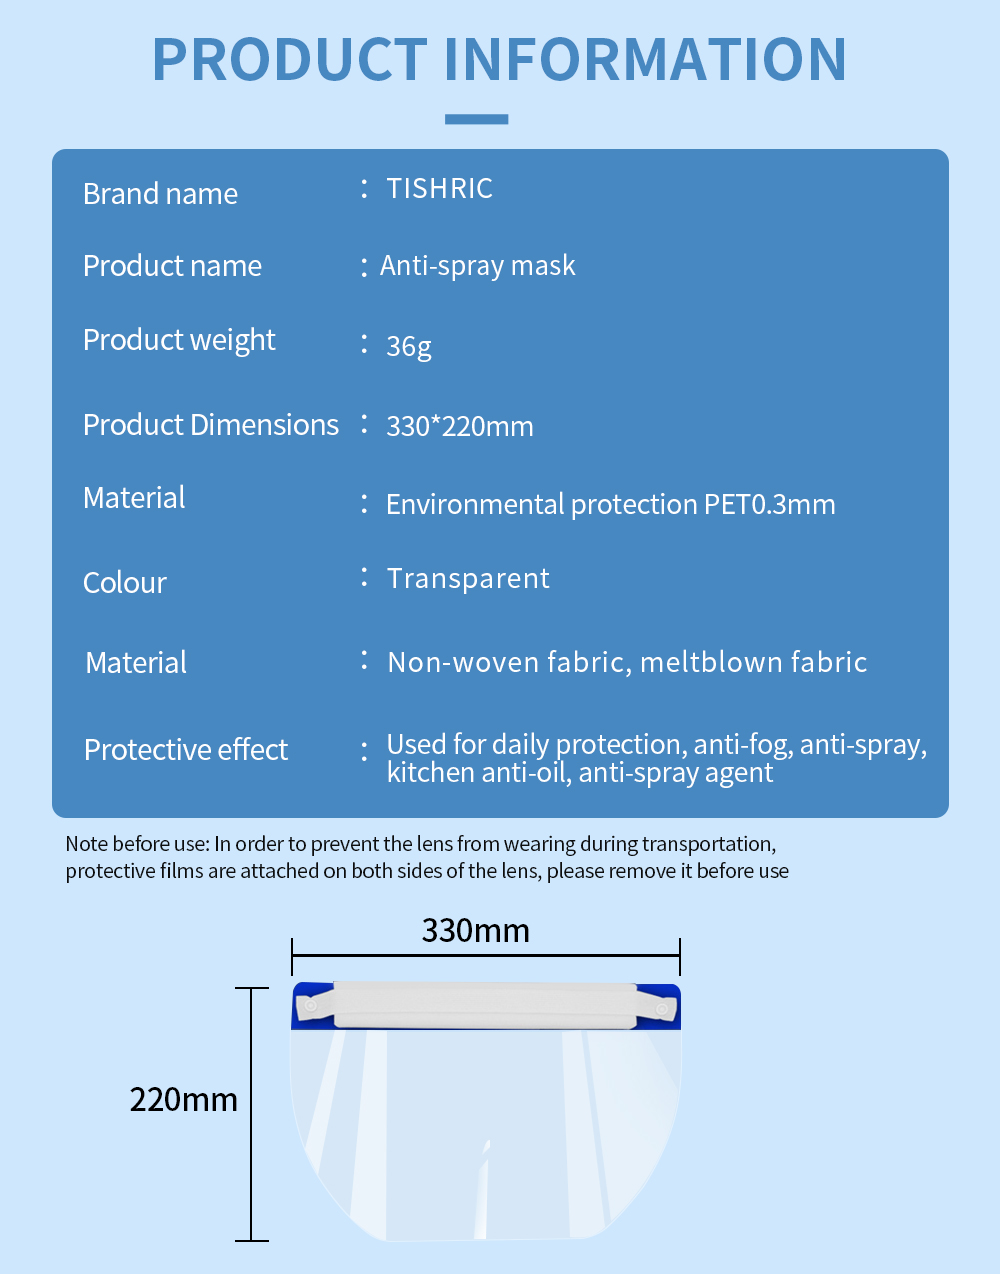 PRODUCT INFORMATION
Brand name : TISHRIC
Product name : Anti-spray mask
Product weight : 36g
Product Dimensions : 330*220mm
Material : Environmental protection PET0.3mm
Colour : Transparent
Material : Non-woven fabric, meltblown fabric
Protective effect : Used for daily protection, anti-fog, anti-spray,
kitchen anti-oil, anti-spray agent
Note before use: In order to prevent the lens from wearing during transportation,
protective films are attached on both sides of the lens, please remove it before use
330mm
220mm